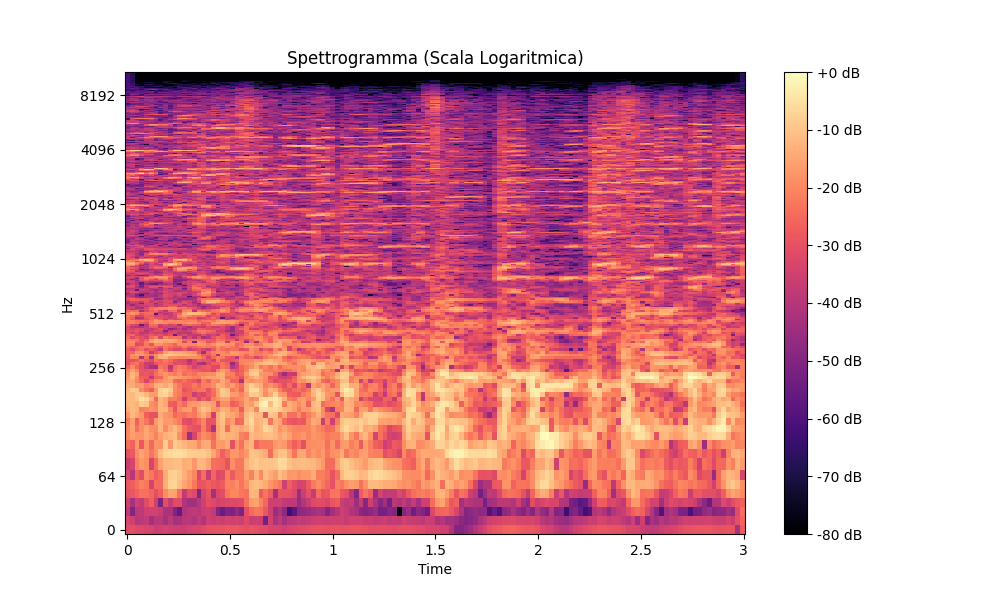 Spettrogramma (Scala Logaritmica)
8192
4096
2048
1024
512
256
128
64
0
Hz
0
0.5
1
1.5
2
2.5
3
Time
+0 dB
-10 dB
-20 dB
-30 dB
-40 dB
-50 dB
-60 dB
-70 dB
-80 dB